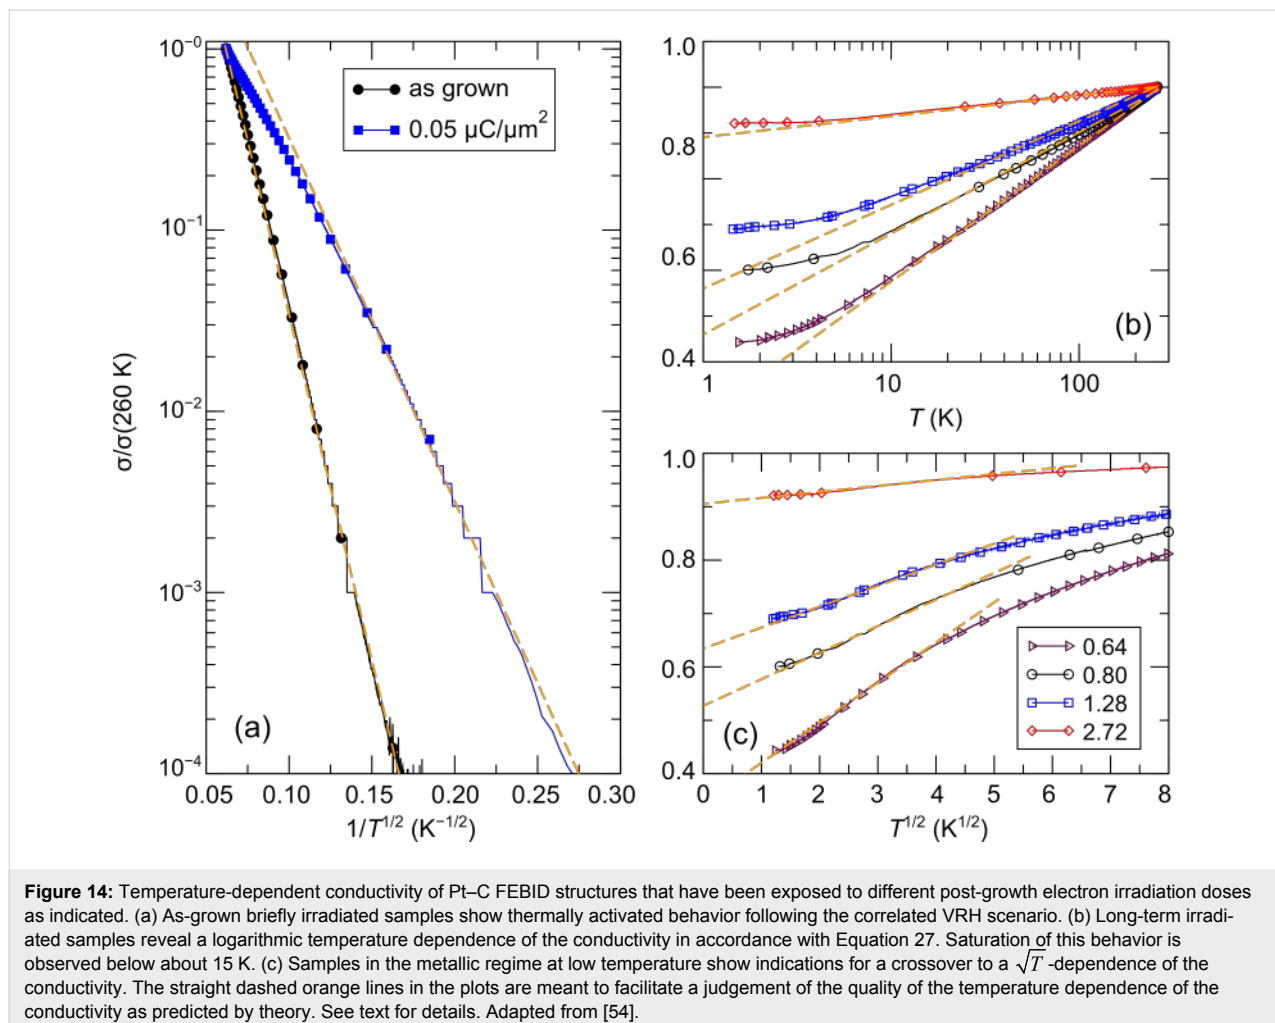 10⁻⁰
10⁻¹
10⁻²
10⁻³
10⁻⁴
σ/σ(260 K)
as grown
0.05 μC/μm²
(a)
0.05 0.10 0.15 0.20 0.25 0.30
1/T¹ᐟ² (K⁻¹ᐟ²)
1.0
0.8
0.6
0.4
(b)
1 10 100
T (K)
1.0
0.8
0.6
0.4
(c)
0.64
0.80
1.28
2.72
0 1 2 3 4 5 6 7 8
T¹ᐟ² (K¹ᐟ²)
Figure 14: Temperature-dependent conductivity of Pt–C FEBID structures that have been exposed to different post-growth electron irradiation doses
as indicated. (a) As-grown briefly irradiated samples show thermally activated behavior following the correlated VRH scenario. (b) Long-term irradi-
ated samples reveal a logarithmic temperature dependence of the conductivity in accordance with Equation 27. Saturation of this behavior is
observed below about 15 K. (c) Samples in the metallic regime at low temperature show indications for a crossover to a √T -dependence of the
conductivity. The straight dashed orange lines in the plots are meant to facilitate a judgement of the quality of the temperature dependence of the
conductivity as predicted by theory. See text for details. Adapted from [54].